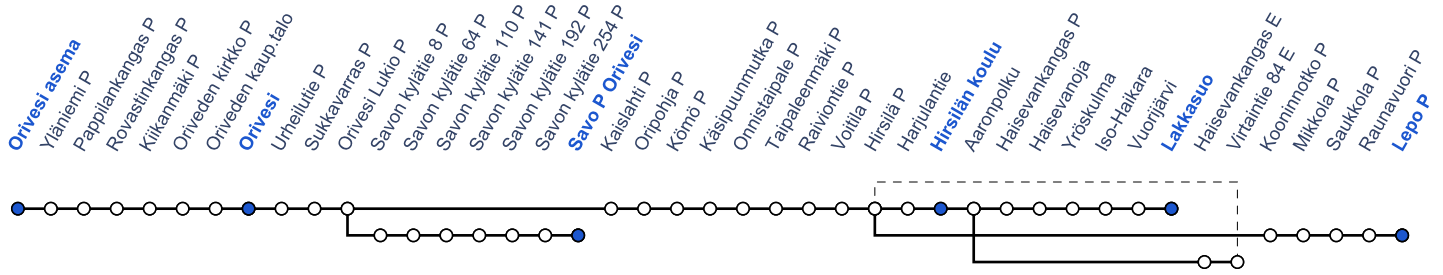 Orivesi asema
Yläniemi P
Pappilankangas P
Rovastinkangas P
Kiikanmäki P
Oriveden kirkko P
Oriveden kaup.talo
Orivesi
Urheilutie P
Sukkavarras P
Orivesi Lukio P
Savon kylätie 8 P
Savon kylätie 64 P
Savon kylätie 110 P
Savon kylätie 141 P
Savon kylätie 192 P
Savon kylätie 254 P
Savo P Orivesi
Kaislahti P
Oripohja P
Kömö P
Käsipuunmutka P
Onnistaipale P
Taipaleenmäki P
Raiviontie P
Voitila P
Hirsilä P
Harjulantie
Hirsilän koulu
Aaronpolku
Haisevankangas P
Haisevanoja
Yröskulma
Iso-Haikara
Vuorijärvi
Lakkasuo
Haisevankangas E
Virtaintie 84 E
Kooninnotko P
Mikkola P
Saukkola P
Raunavuori P
Lepo P